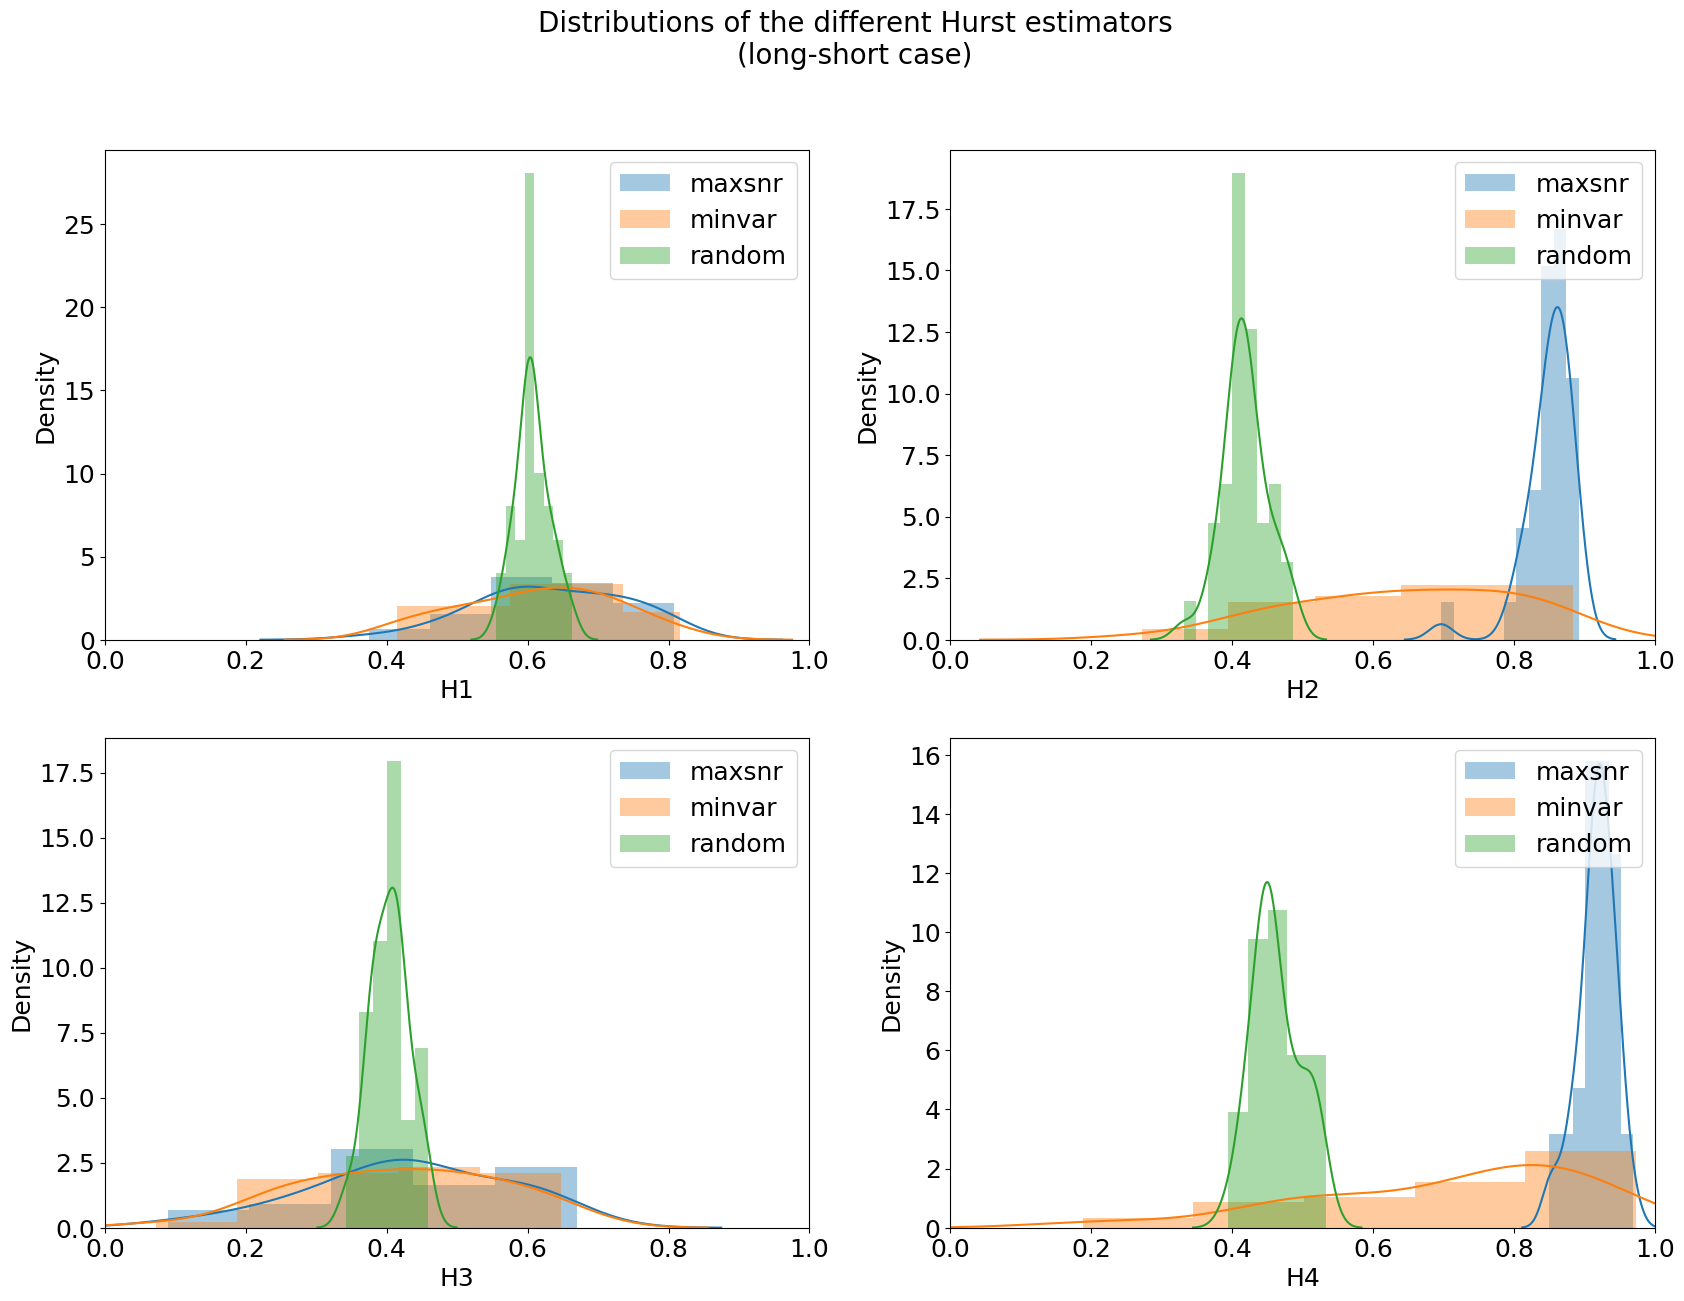 Distributions of the different Hurst estimators
(long-short case)
maxsnr
minvar
random
25
20
15
10
5
0
Density
0.0 0.2 0.4 0.6 0.8 1.0
H1
maxsnr
minvar
random
17.5
15.0
12.5
10.0
7.5
5.0
2.5
0.0
Density
0.0 0.2 0.4 0.6 0.8 1.0
H2
maxsnr
minvar
random
17.5
15.0
12.5
10.0
7.5
5.0
2.5
0.0
Density
0.0 0.2 0.4 0.6 0.8 1.0
H3
maxsnr
minvar
random
16
14
12
10
8
6
4
2
0
Density
0.0 0.2 0.4 0.6 0.8 1.0
H4